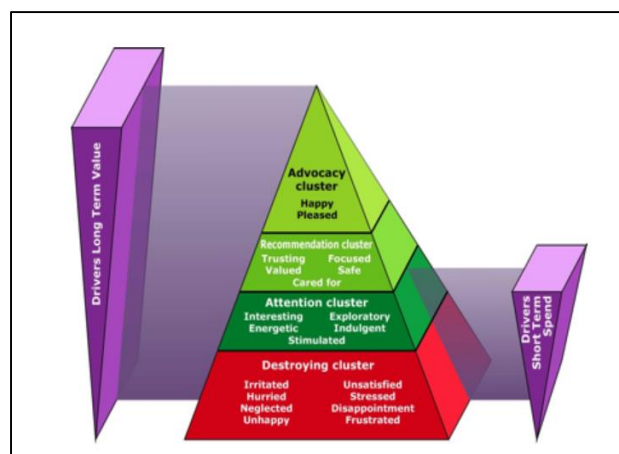 Drivers Long Term Value
Advocacy
cluster
Happy
Pleased
Recommendation cluster
Trusting Focused
Valued Safe
Cared for
Attention cluster
Interesting Exploratory
Energetic Indulgent
Stimulated
Destroying cluster
Irritated Unsatisfied
Hurried Stressed
Neglected Disappointment
Unhappy Frustrated
Drivers
Short Term
Spend